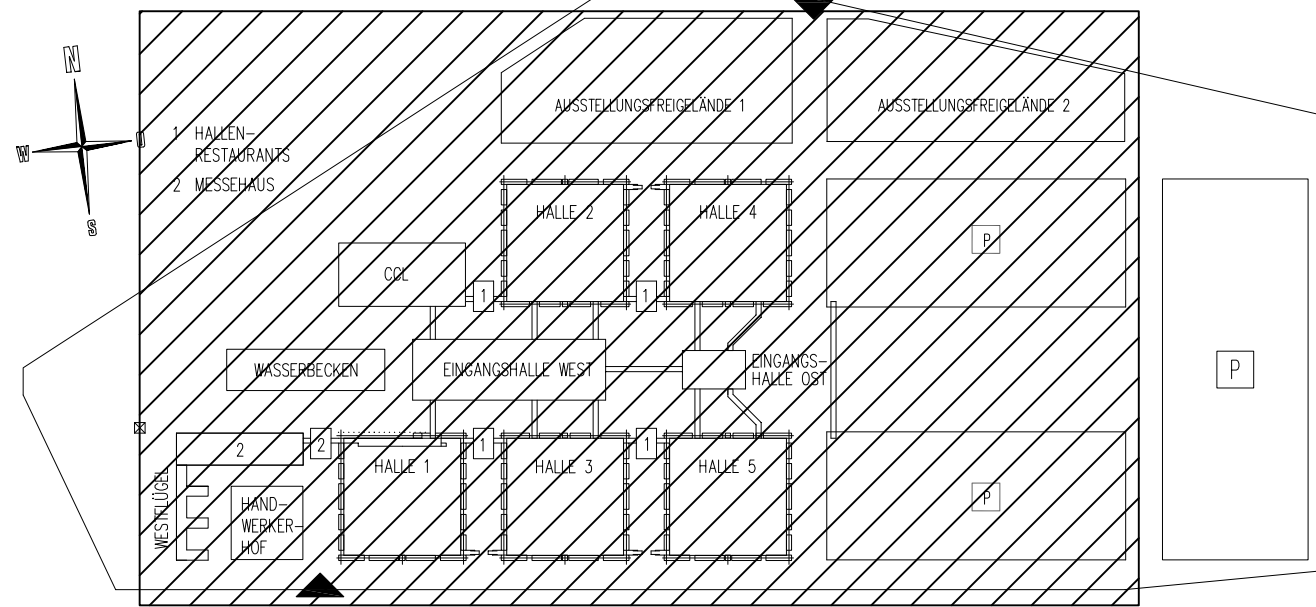 N
W
O
S
1 HALLEN-
RESTAURANTS
2 MESSEHAUS
AUSSTELLUNGSFREIGELÄNDE 1
AUSSTELLUNGSFREIGELÄNDE 2
HALLE 2
HALLE 4
P
CCL
1
1
WASSERBECKEN
EINGANGSHALLE WEST
EINGANGS-
HALLE OST
P
2
2
1
1
HALLE 1
HALLE 3
HALLE 5
WESTFLÜGEL
HAND-
WERKER-
HOF
P